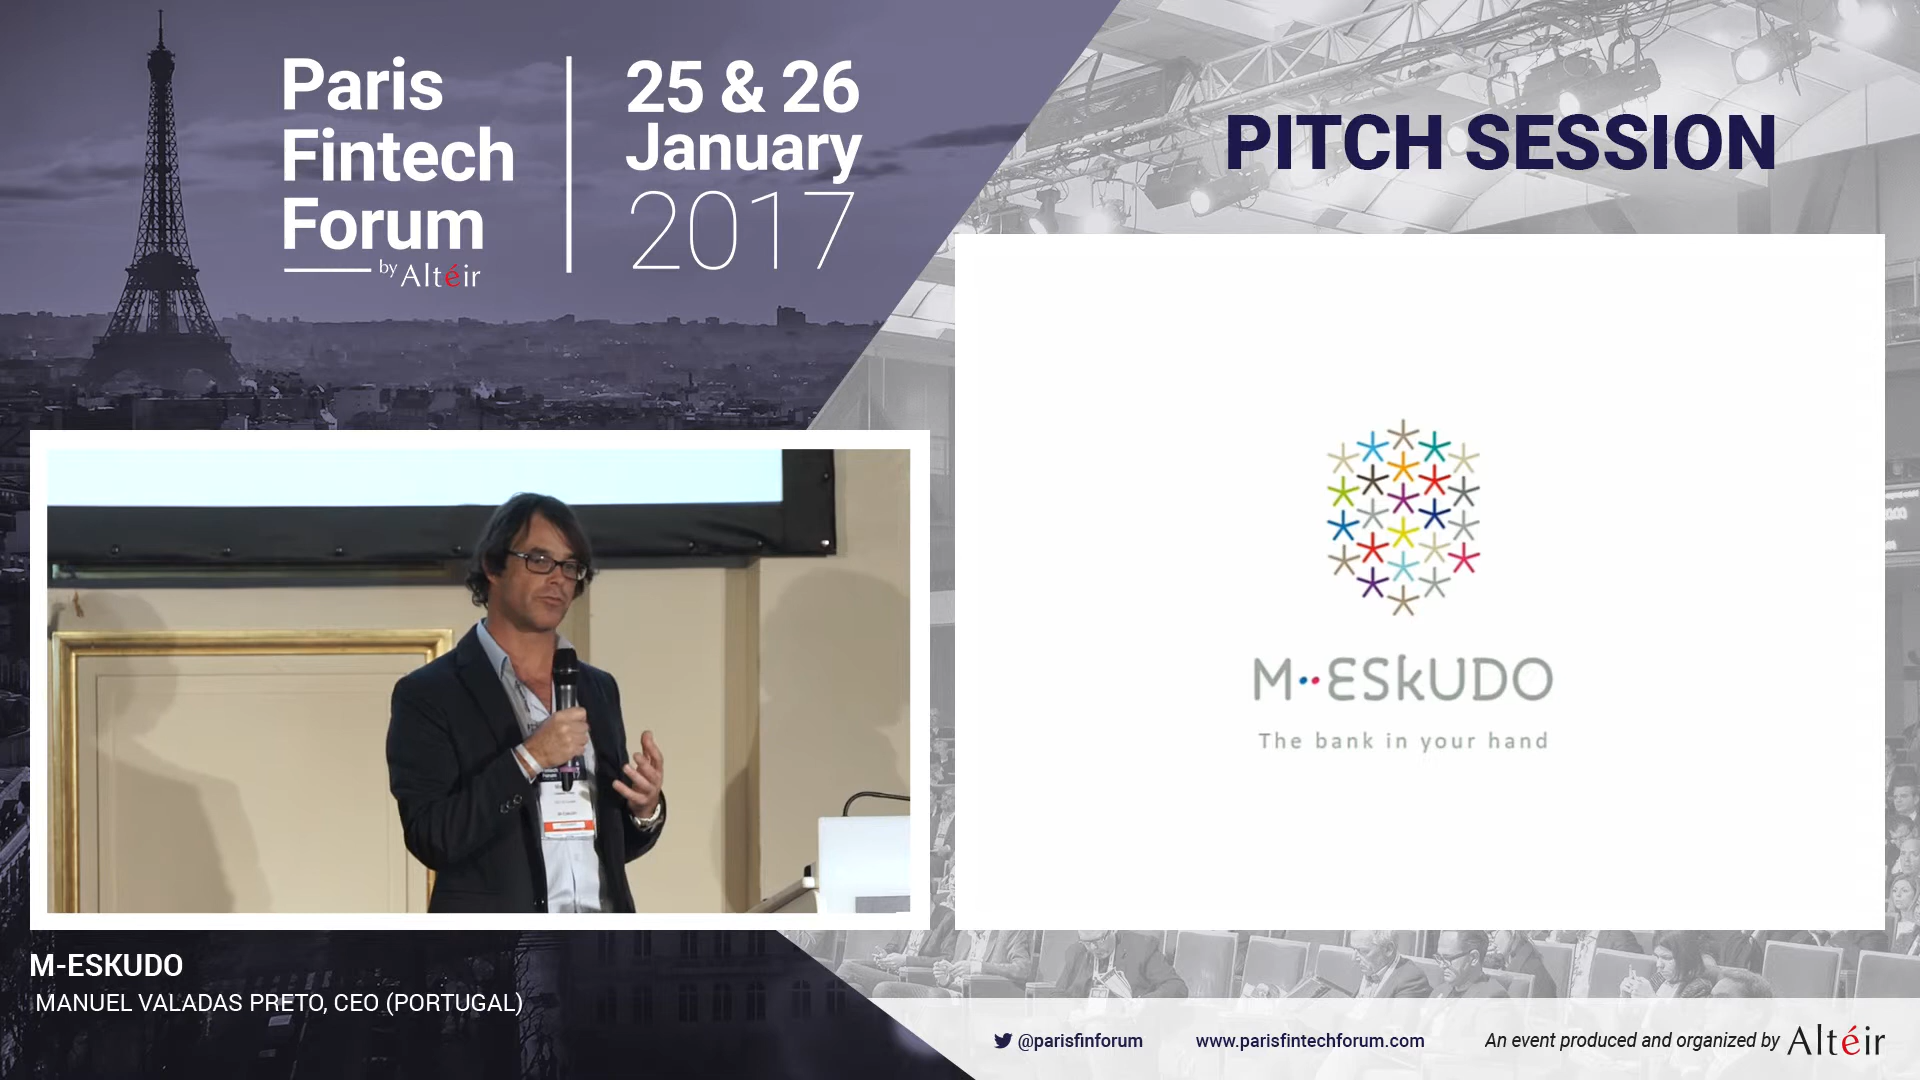 Paris
Fintech
Forum
by Altéir
25 & 26
January
2017
PITCH SESSION
M··ESKUDO
The bank in your hand
M-ESKUDO
MANUEL VALADAS PRETO, CEO (PORTUGAL)
@parisfinforum
www.parisfintechforum.com
An event produced and organized by Altéir